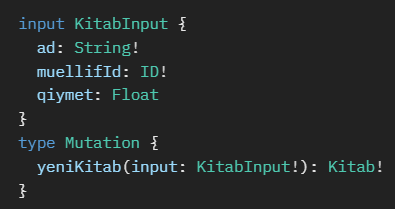 input KitabInput {
  ad: String!
  muellifId: ID!
  qiymet: Float
}
type Mutation {
  yeniKitab(input: KitabInput!): Kitab!
}